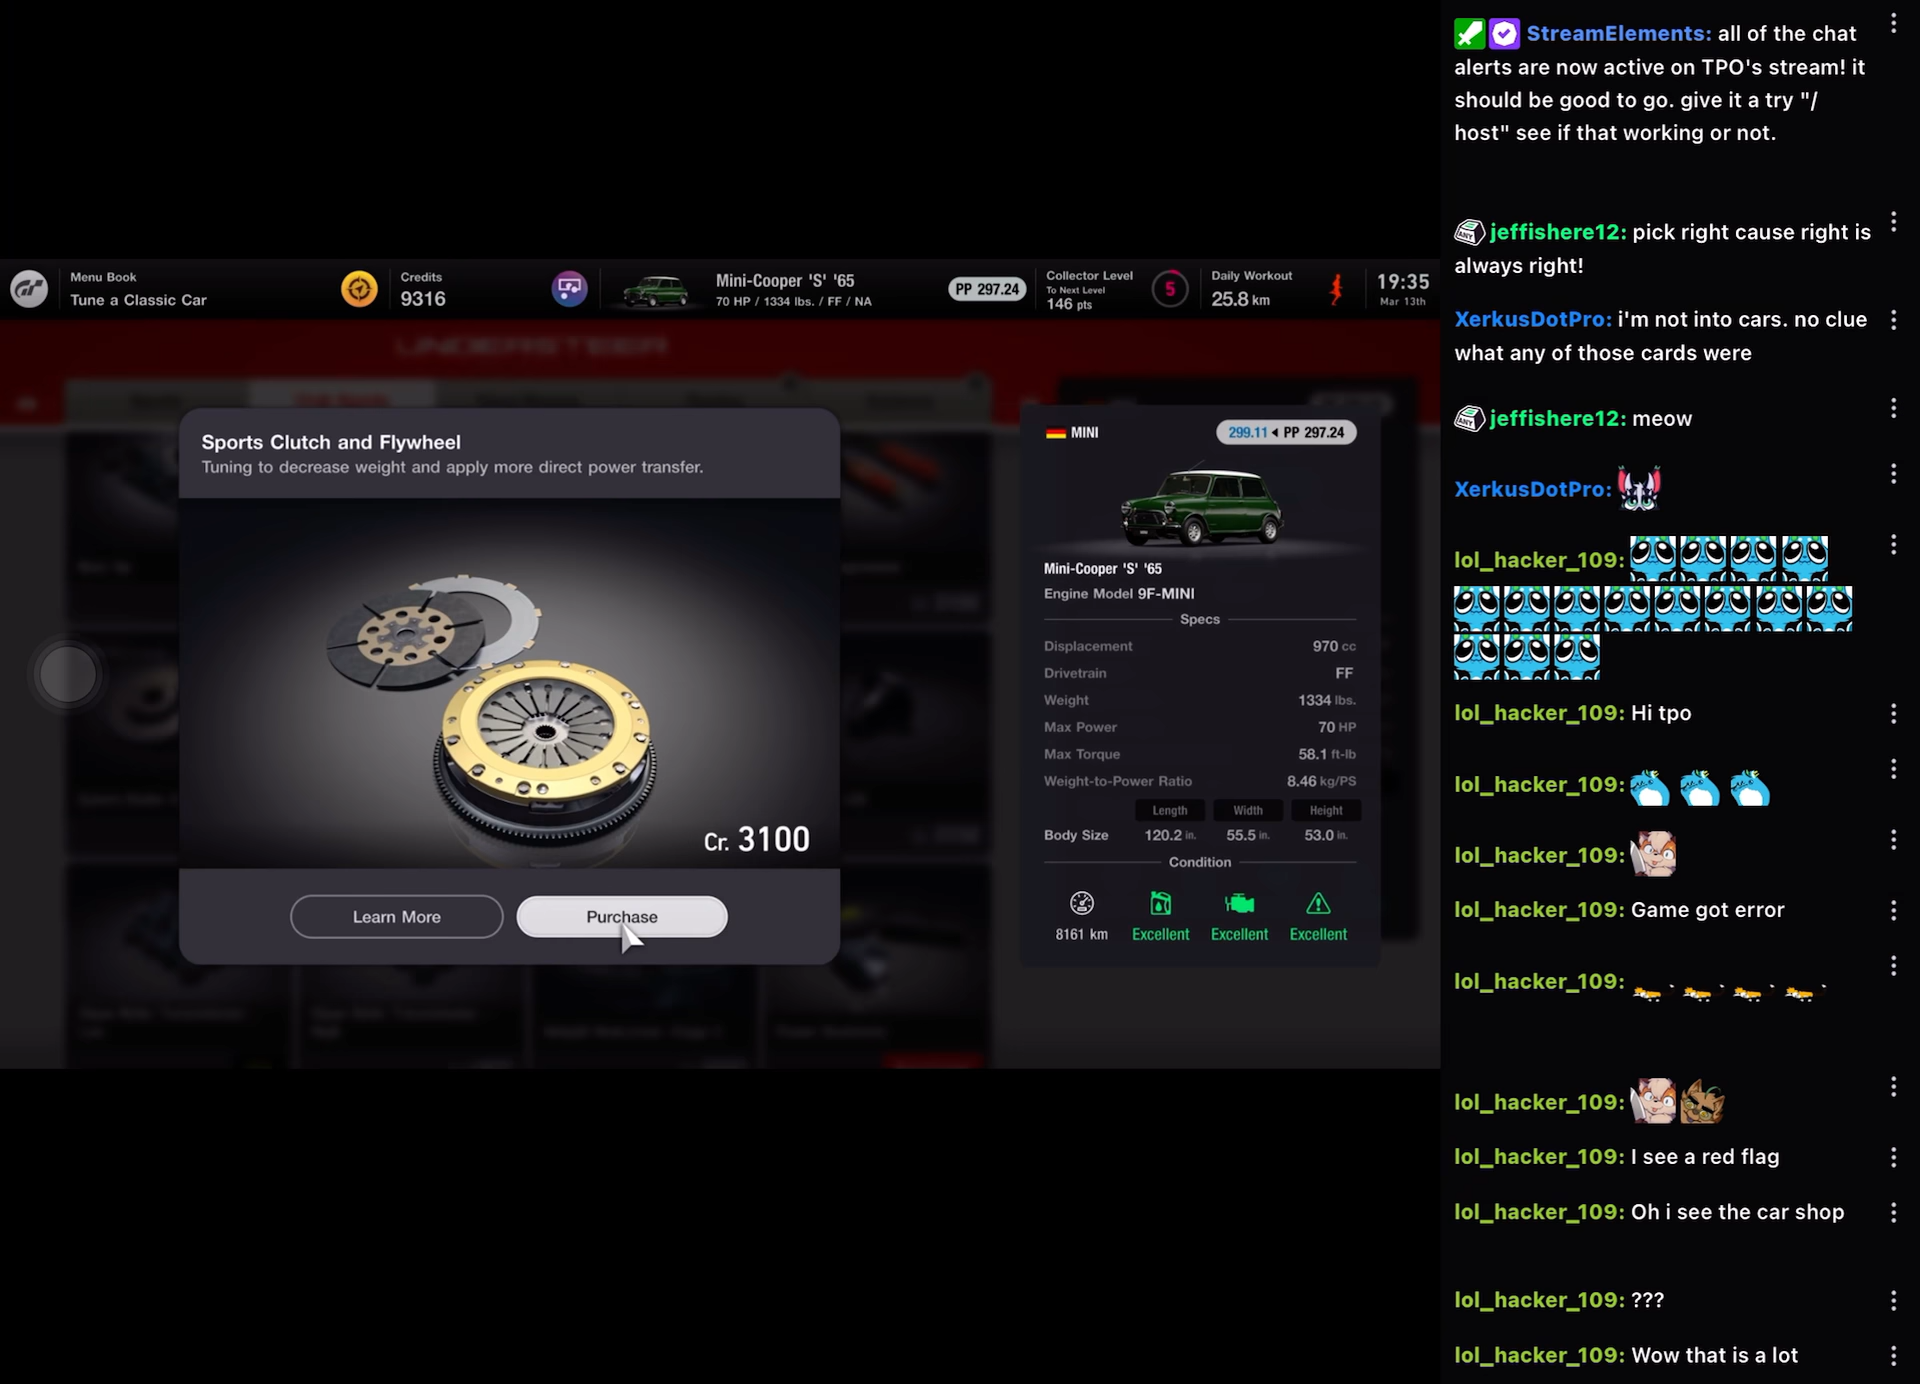 Menu Book
Tune a Classic Car
Credits
9316
Mini-Cooper 'S' '65
70 HP / 1334 lbs. / FF / NA
PP 297.24
Collector Level
To Next Level
146 pts
5
Daily Workout
25.8 km
19:35
Mar 13th
UNDERSTEER
Sports Clutch and Flywheel
Tuning to decrease weight and apply more direct power transfer.
Cr. 3100
Learn More
Purchase
MINI
299.11 ◂ PP 297.24
Mini-Cooper 'S' '65
Engine Model 9F-MINI
Specs
Displacement 970 cc
Drivetrain FF
Weight 1334 lbs.
Max Power 70 HP
Max Torque 58.1 ft-lb
Weight-to-Power Ratio 8.46 kg/PS
Length Width Height
Body Size 120.2 in. 55.5 in. 53.0 in.
Condition
8161 km Excellent Excellent Excellent
StreamElements: all of the chat
alerts are now active on TPO's stream! it
should be good to go. give it a try "/
host" see if that working or not.
jeffishere12: pick right cause right is
always right!
XerkusDotPro: i'm not into cars. no clue
what any of those cards were
jeffishere12: meow
XerkusDotPro:
lol_hacker_109:
lol_hacker_109: Hi tpo
lol_hacker_109:
lol_hacker_109:
lol_hacker_109: Game got error
lol_hacker_109:
lol_hacker_109:
lol_hacker_109: I see a red flag
lol_hacker_109: Oh i see the car shop
lol_hacker_109: ???
lol_hacker_109: Wow that is a lot